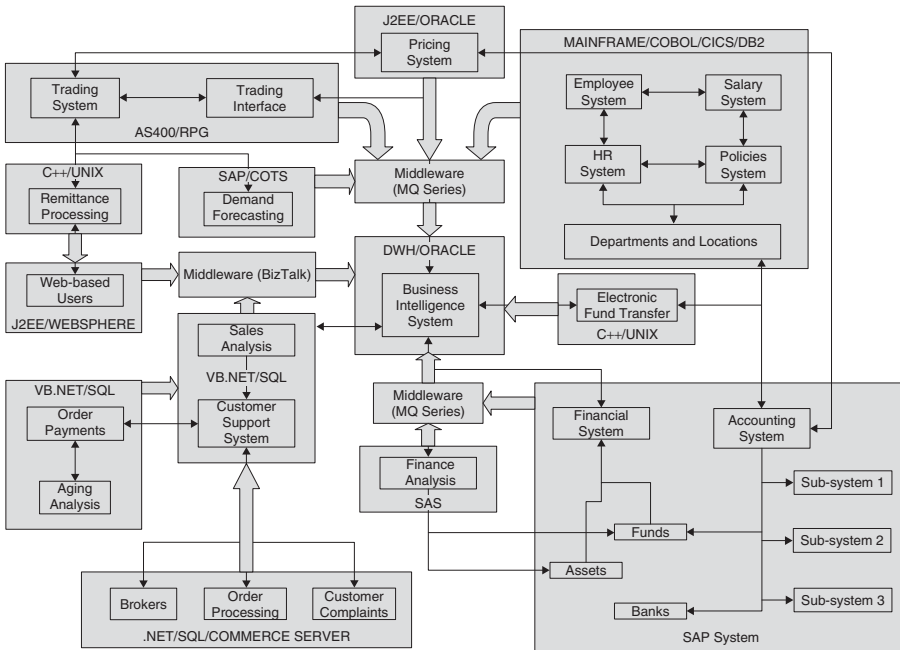 J2EE/ORACLE
Pricing
System
MAINFRAME/COBOL/CICS/DB2
Trading
System
Trading
Interface
AS400/RPG
Employee
System
Salary
System
HR
System
Policies
System
Departments and Locations
C++/UNIX
Remittance
Processing
SAP/COTS
Demand
Forecasting
Middleware
(MQ Series)
Web-based
Users
J2EE/WEBSPHERE
Middleware (BizTalk)
DWH/ORACLE
Business
Intelligence
System
Electronic
Fund Transfer
C++/UNIX
Sales
Analysis
VB.NET/SQL
Customer
Support
System
VB.NET/SQL
Order
Payments
Aging
Analysis
Middleware
(MQ Series)
Finance
Analysis
SAS
Financial
System
Accounting
System
Sub-system 1
Funds
Sub-system 2
Assets
Banks
Sub-system 3
SAP System
Brokers
Order
Processing
Customer
Complaints
.NET/SQL/COMMERCE SERVER